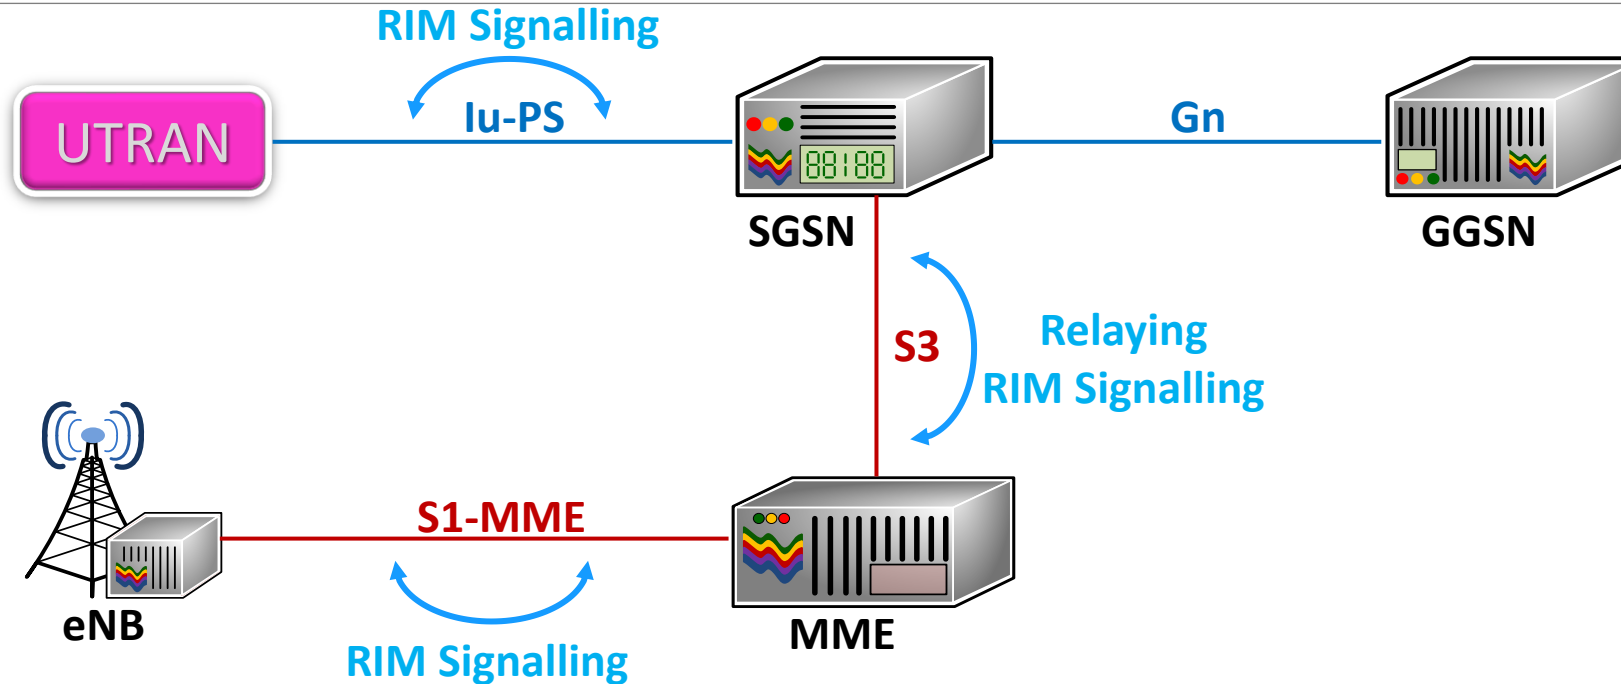 RIM Signalling
UTRAN
Iu-PS
Gn
88188
SGSN
GGSN
S3
Relaying
RIM Signalling
S1-MME
eNB
MME
RIM Signalling